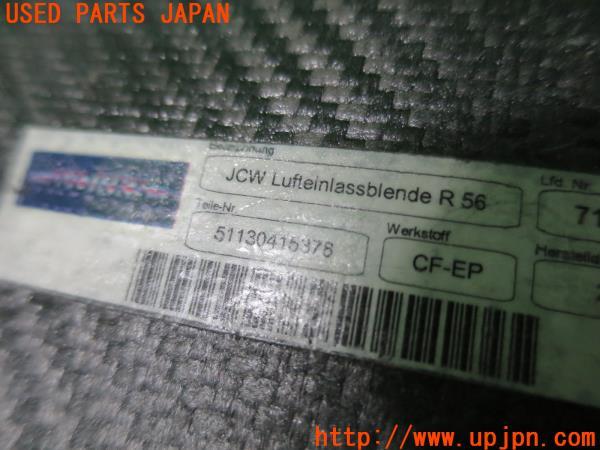 USED PARTS JAPAN
Bezeichnung
JCW Lufteinlassblende R 56
Lfd. Nr.
71
Teile-Nr
51130415376
Werkstoff
CF-EP
http://www.upjpn.com